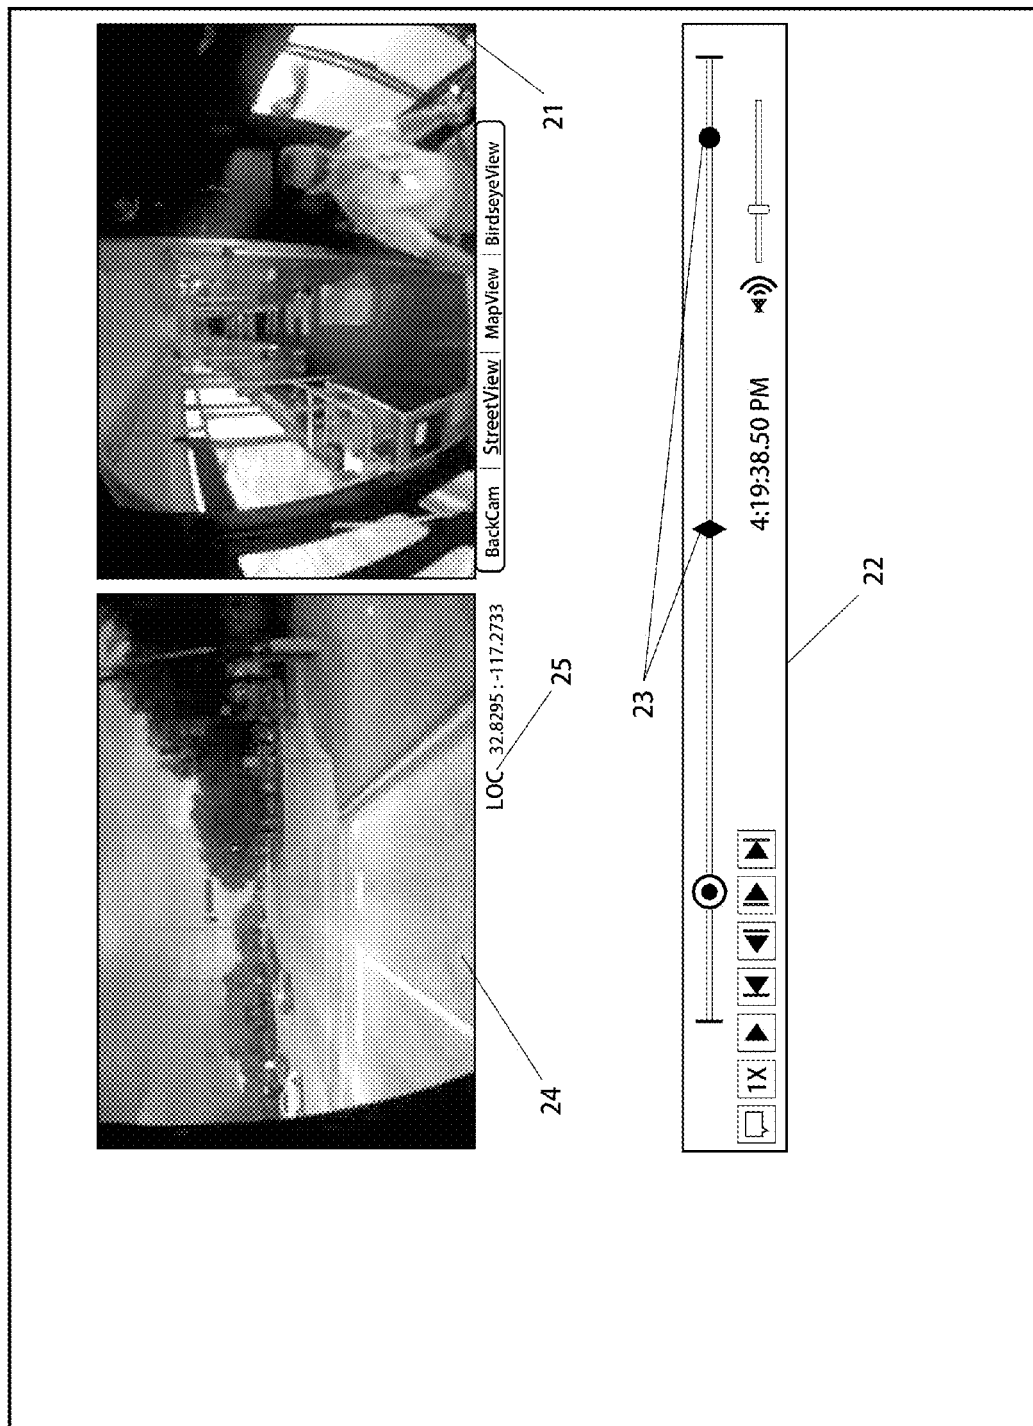 24
21
LOC 32.8295 : -117.2733
BackCam | StreetView | MapView | BirdseyeView
25
23
1X
4:19:38.50 PM
22